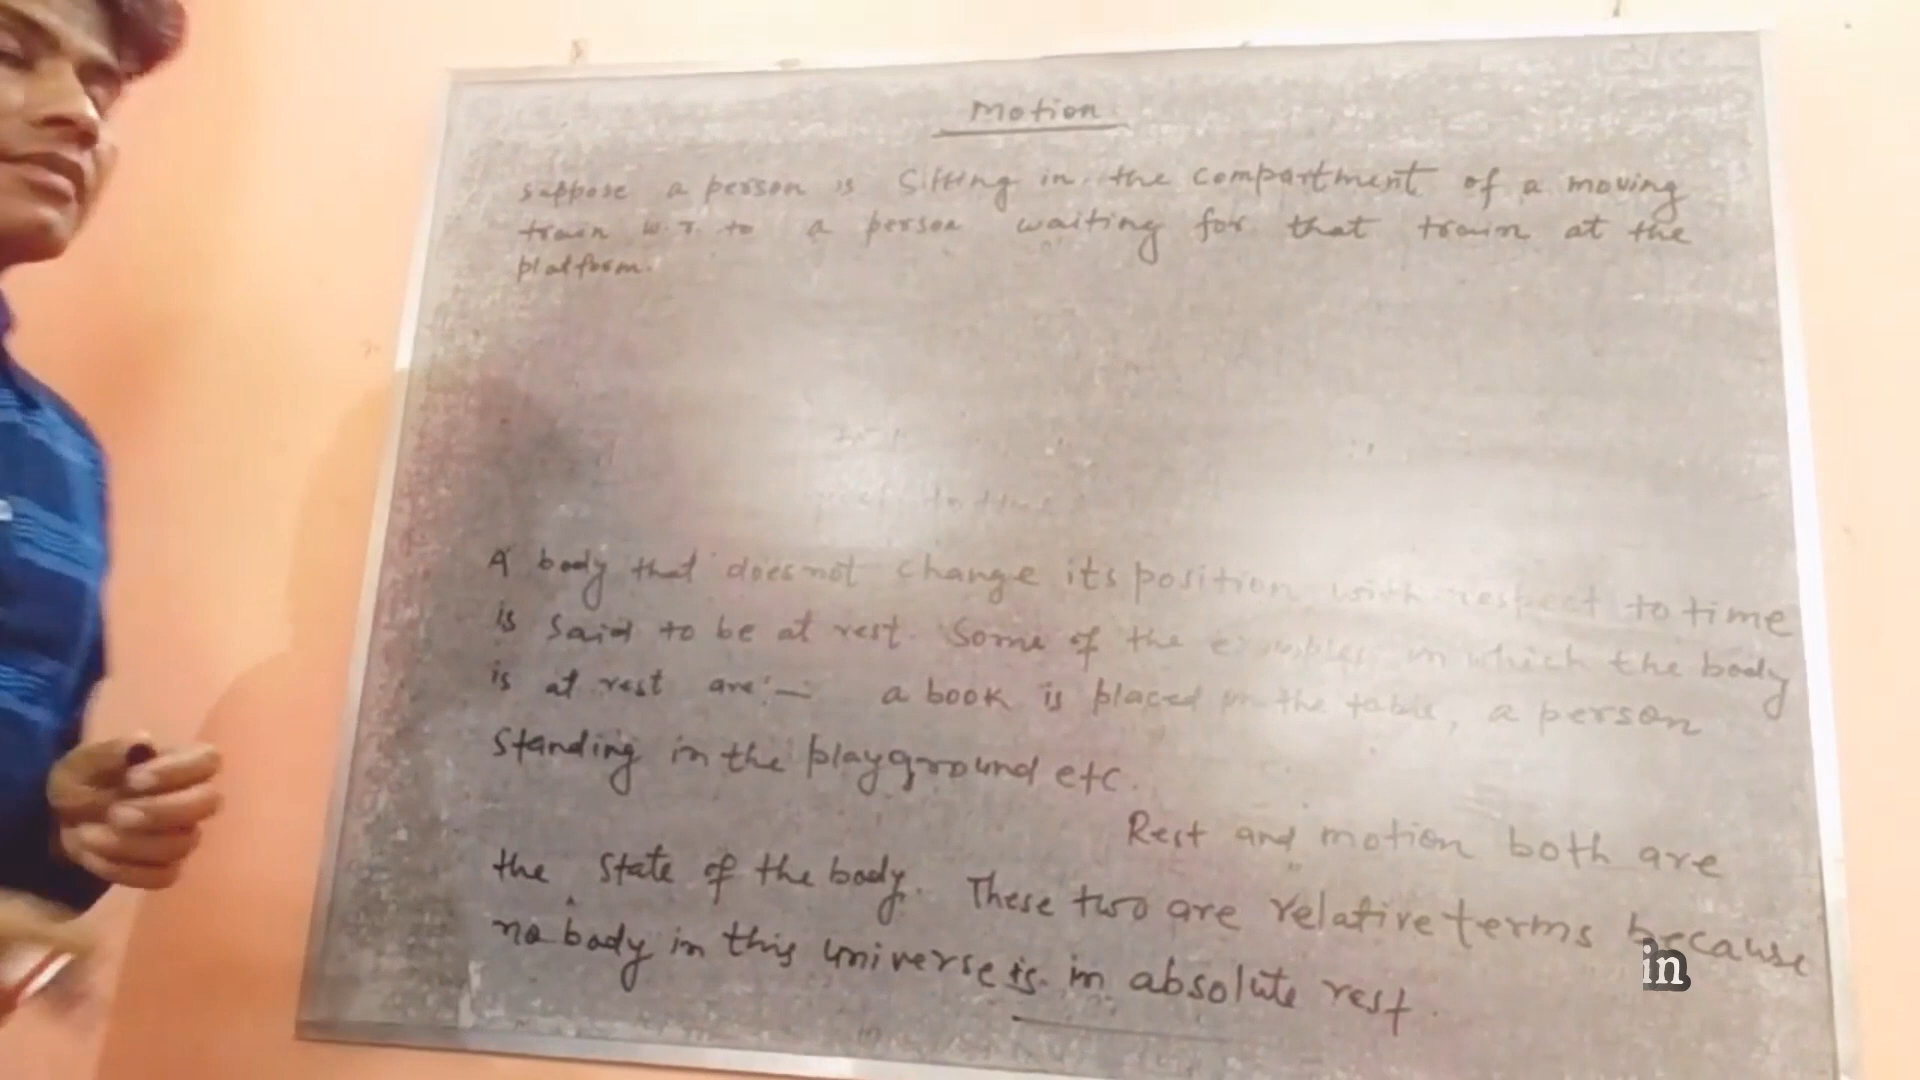 Motion
Suppose a person is Sitting in the compartment of a moving
train w.r. to a person waiting for that train at the
platform.
A body that does not change its position with respect to time
is said to be at rest. Some of the examples in which the body
is at rest are:- a book is placed on the table, a person
standing in the playground etc.
Rest and motion both are
the state of the body. These two are relative terms because
no body in this universe is in absolute rest.
in